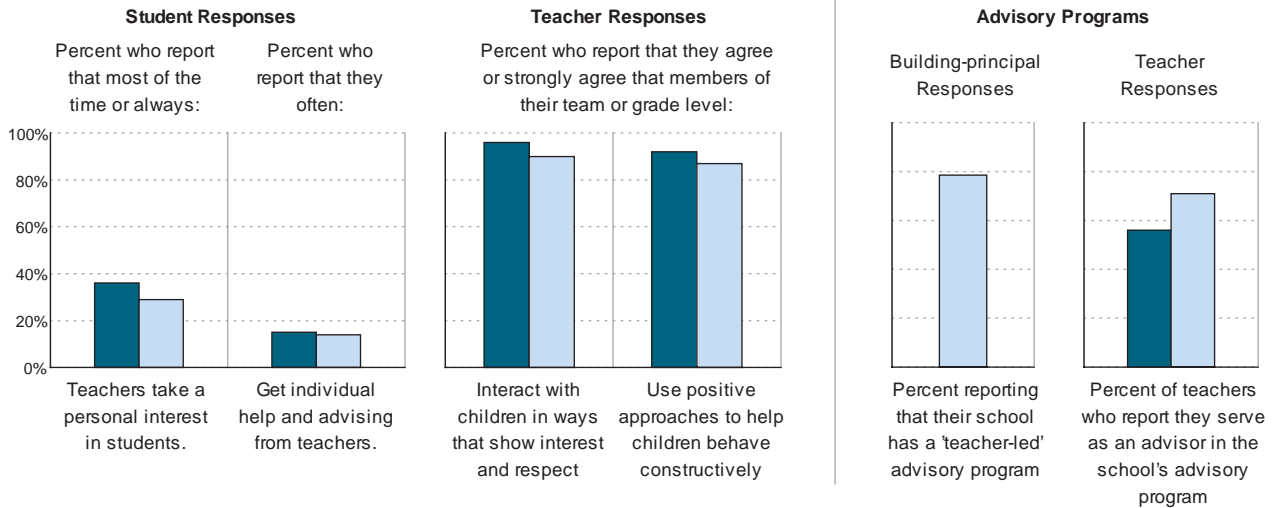 Student Responses
Teacher Responses
Advisory Programs
Percent who report
that most of the
time or always:
Percent who
report that they
often:
Percent who report that they agree
or strongly agree that members of
their team or grade level:
Building-principal
Responses
Teacher
Responses
100%
80%
60%
40%
20%
0%
Teachers take a
personal interest
in students.
Get individual
help and advising
from teachers.
Interact with
children in ways
that show interest
and respect
Use positive
approaches to help
children behave
constructively
Percent reporting
that their school
has a 'teacher-led'
advisory program
Percent of teachers
who report they serve
as an advisor in the
school's advisory
program